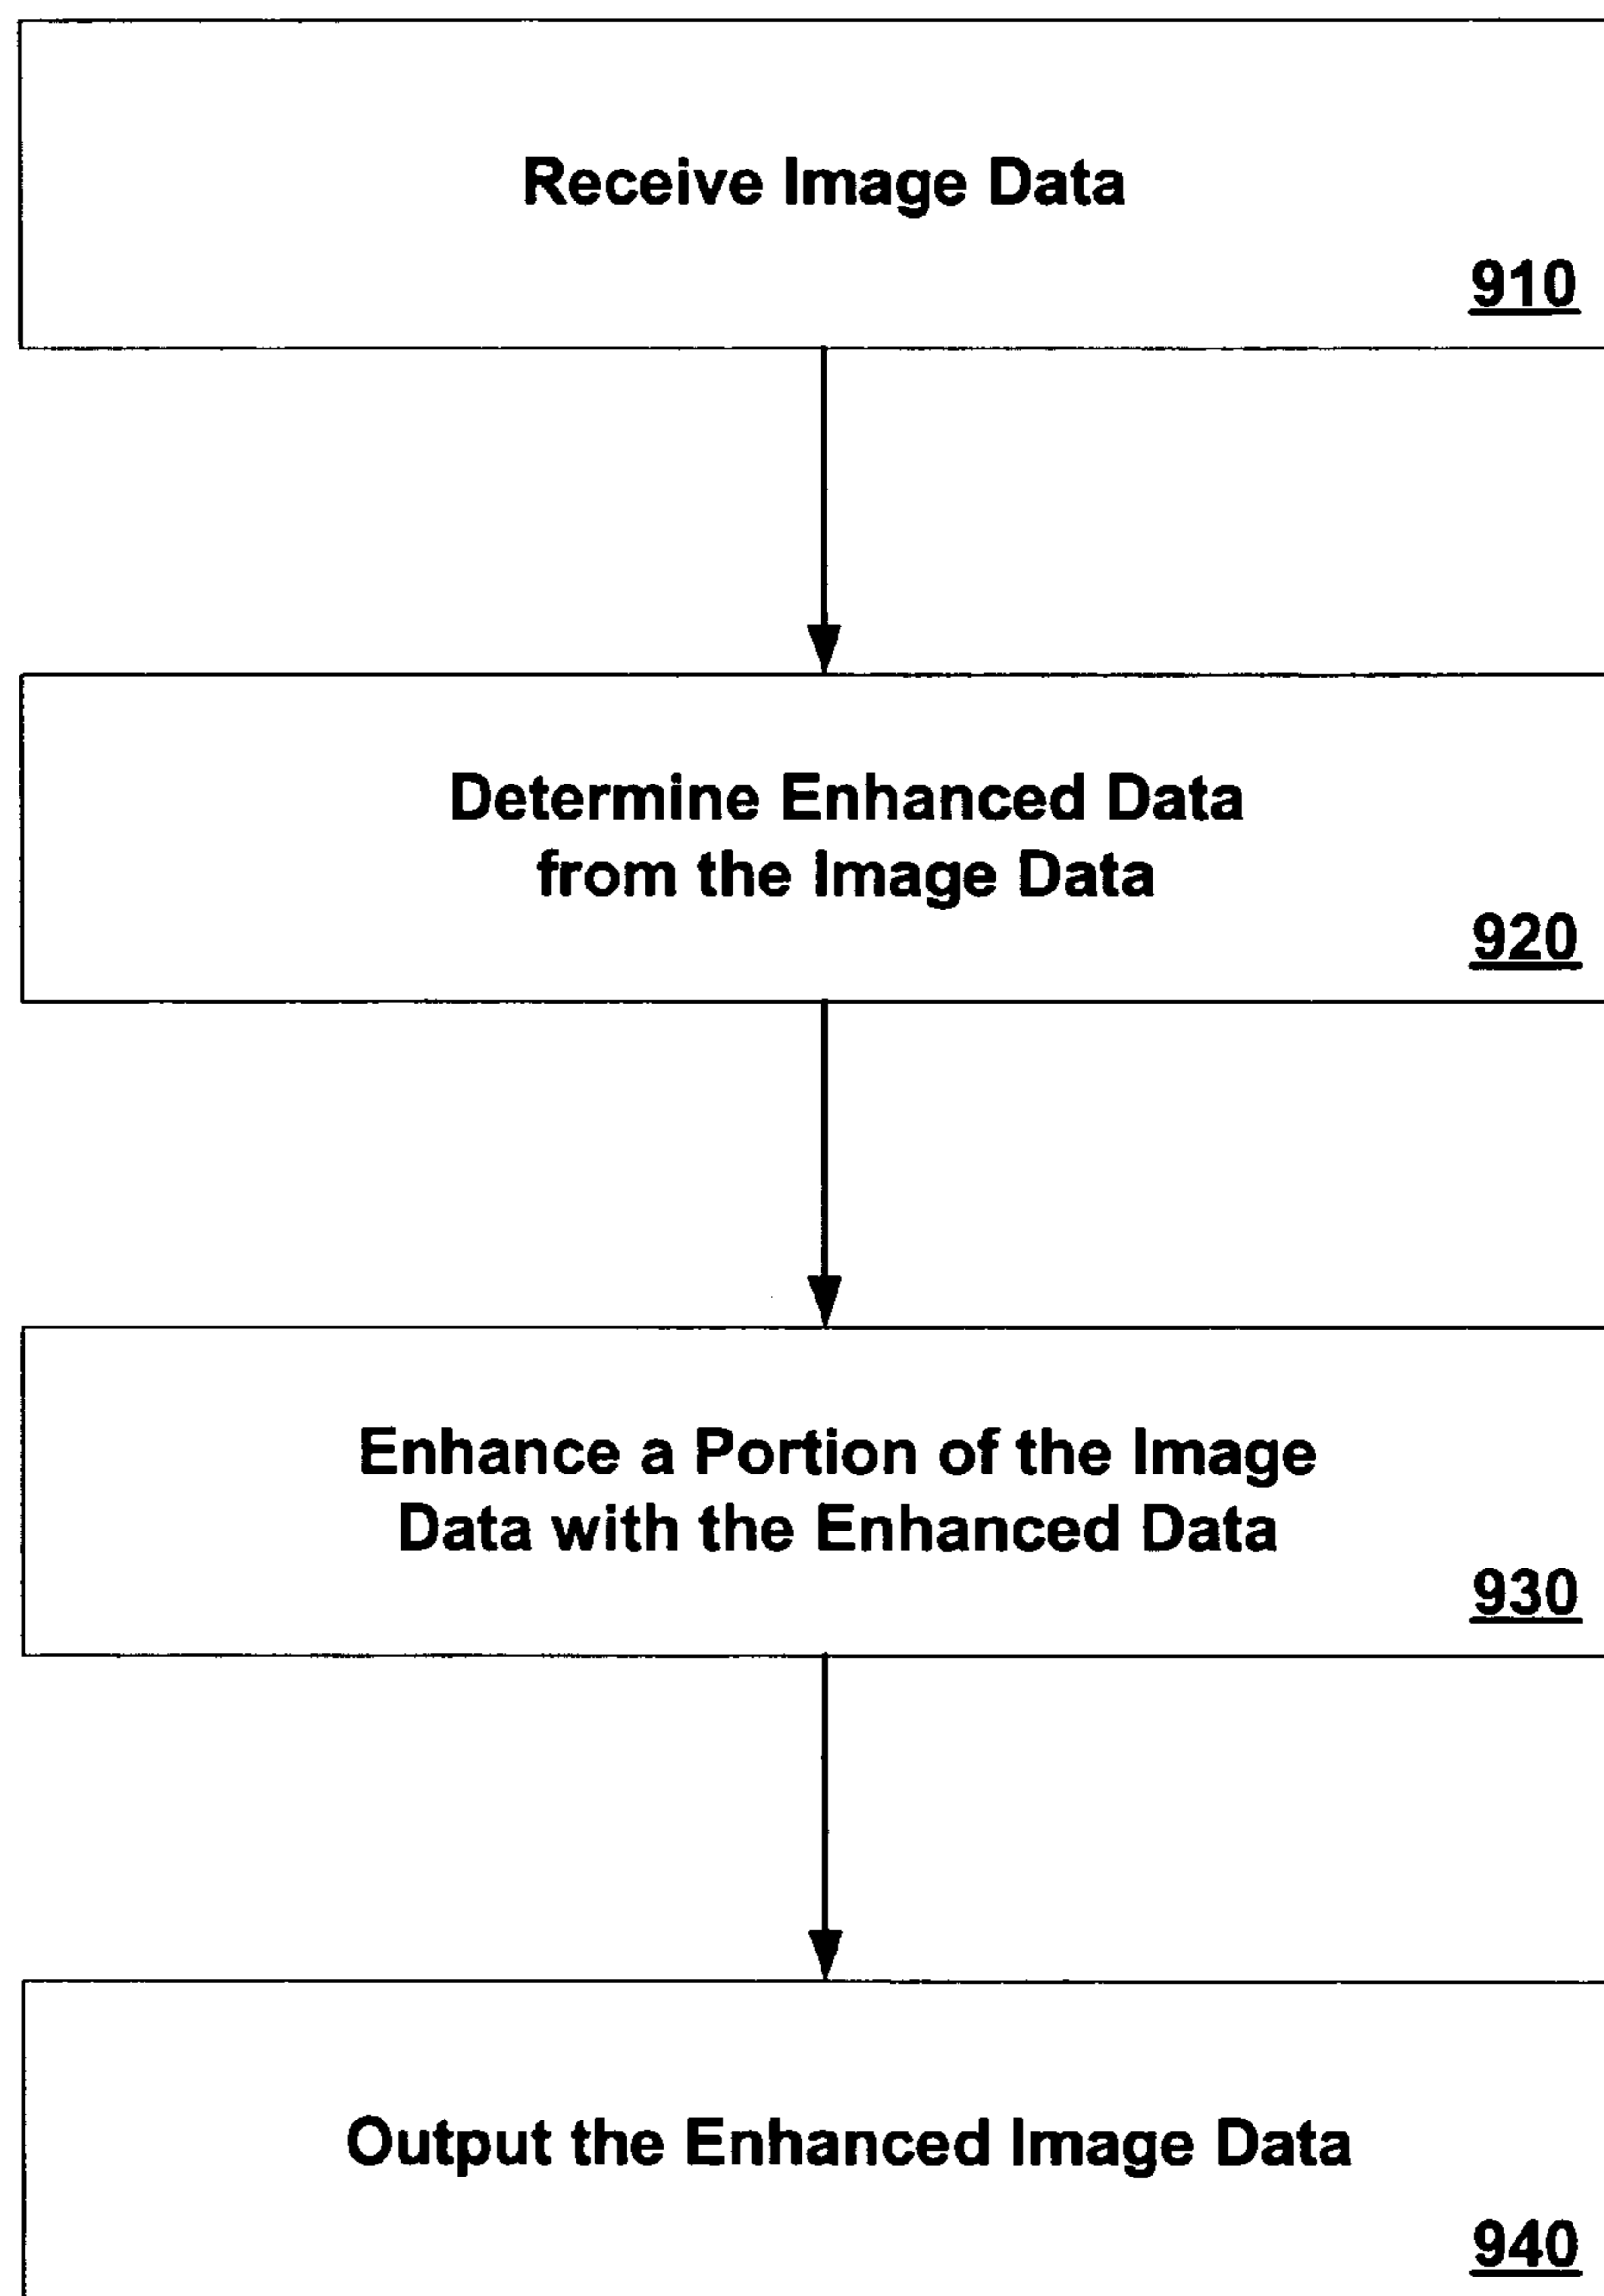 Receive Image Data
910
Determine Enhanced Data
from the Image Data
920
Enhance a Portion of the Image
Data with the Enhanced Data
930
Output the Enhanced Image Data
940